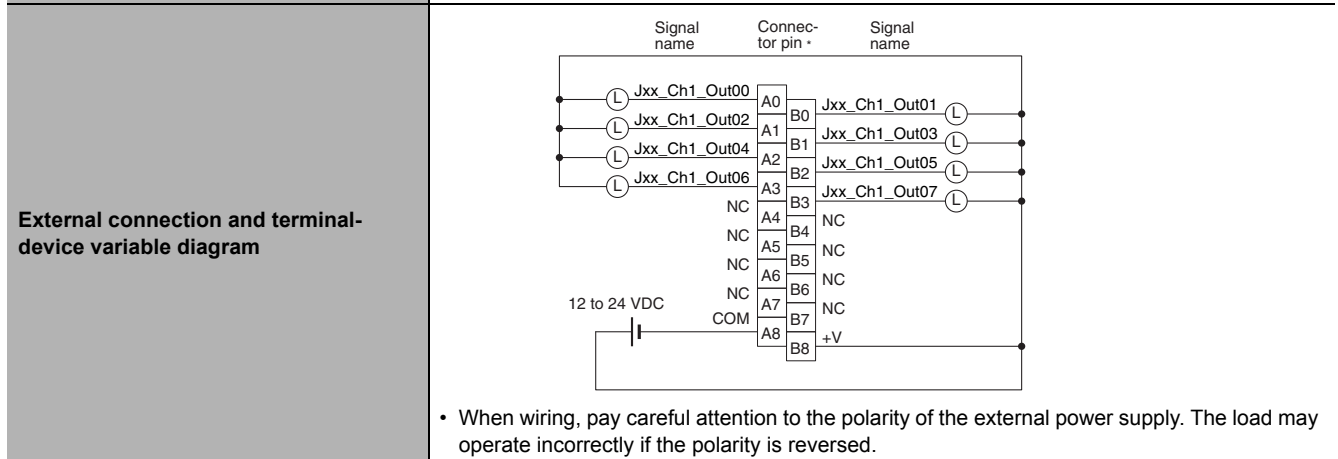 External connection and terminal-
device variable diagram
Signal
name
Connec-
tor pin *
Signal
name
L Jxx_Ch1_Out00 A0
B0 Jxx_Ch1_Out01 L
L Jxx_Ch1_Out02 A1
B1 Jxx_Ch1_Out03 L
L Jxx_Ch1_Out04 A2
B2 Jxx_Ch1_Out05 L
L Jxx_Ch1_Out06 A3
B3 Jxx_Ch1_Out07 L
NC A4
B4 NC
NC A5
B5 NC
NC A6
B6 NC
NC A7
B7 NC
12 to 24 VDC
COM A8
B8 +V
• When wiring, pay careful attention to the polarity of the external power supply. The load may
operate incorrectly if the polarity is reversed.